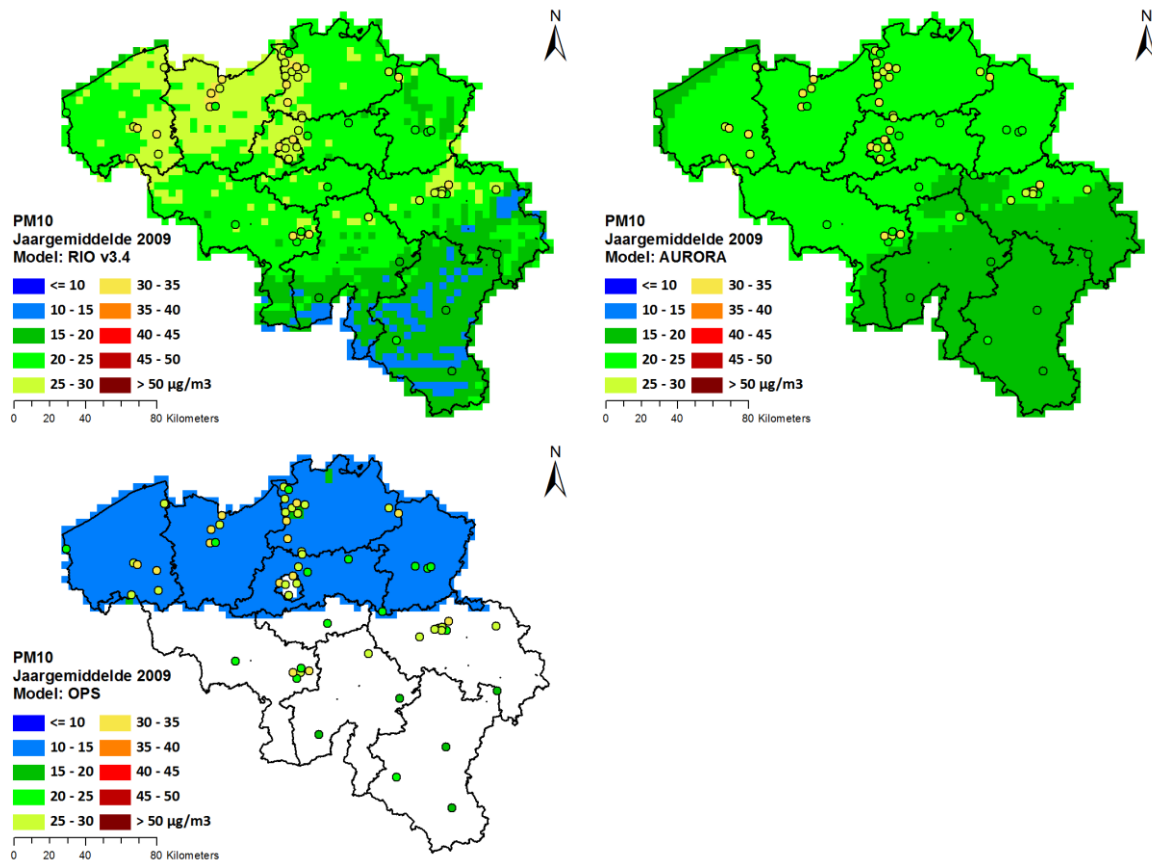 N
PM10
Jaargemiddelde 2009
Model: RIO v3.4
<= 10 30 - 35
10 - 15 35 - 40
15 - 20 40 - 45
20 - 25 45 - 50
25 - 30 > 50 µg/m3
0 20 40 80 Kilometers
N
PM10
Jaargemiddelde 2009
Model: AURORA
<= 10 30 - 35
10 - 15 35 - 40
15 - 20 40 - 45
20 - 25 45 - 50
25 - 30 > 50 µg/m3
0 20 40 80 Kilometers
N
PM10
Jaargemiddelde 2009
Model: OPS
<= 10 30 - 35
10 - 15 35 - 40
15 - 20 40 - 45
20 - 25 45 - 50
25 - 30 > 50 µg/m3
0 20 40 80 Kilometers